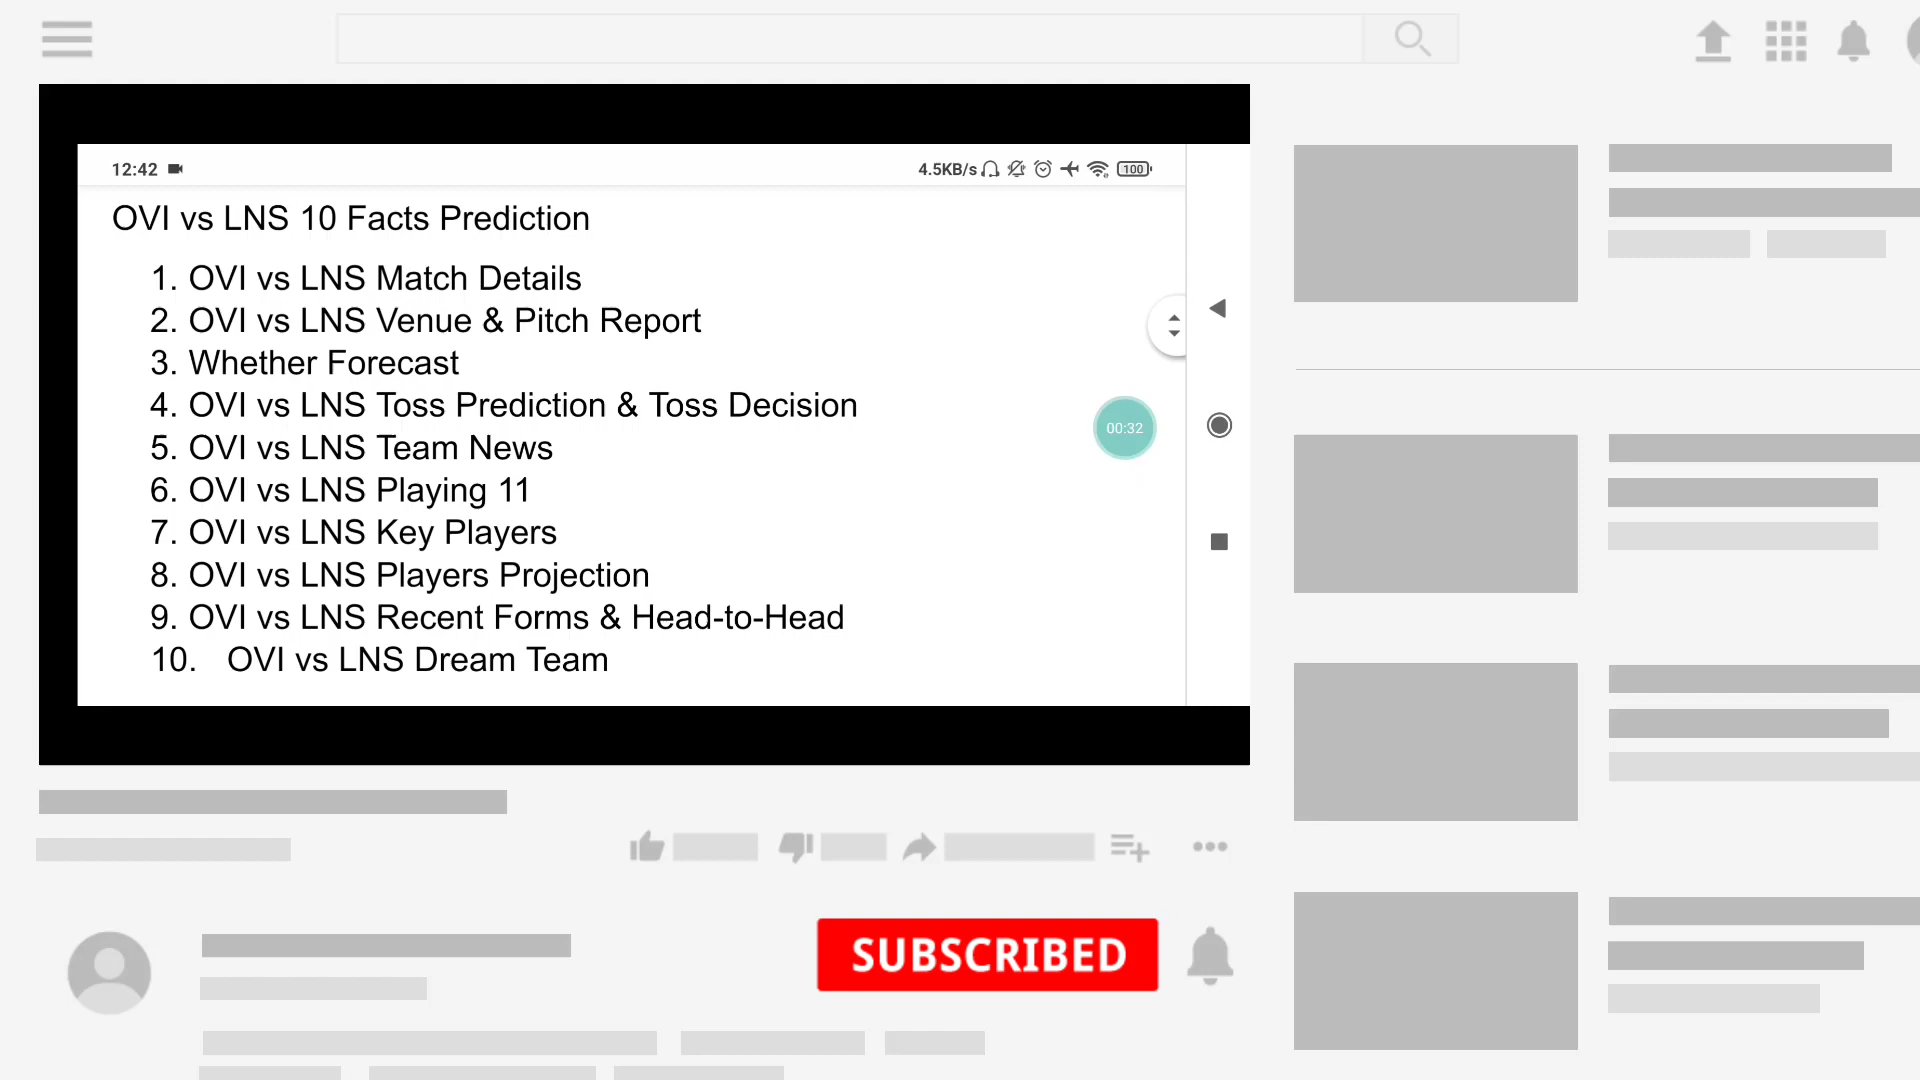 12:42
4.5KB/s
100
OVI vs LNS 10 Facts Prediction
1. OVI vs LNS Match Details
2. OVI vs LNS Venue & Pitch Report
3. Whether Forecast
4. OVI vs LNS Toss Prediction & Toss Decision
00:32
5. OVI vs LNS Team News
6. OVI vs LNS Playing 11
7. OVI vs LNS Key Players
8. OVI vs LNS Players Projection
9. OVI vs LNS Recent Forms & Head-to-Head
10. OVI vs LNS Dream Team
SUBSCRIBED